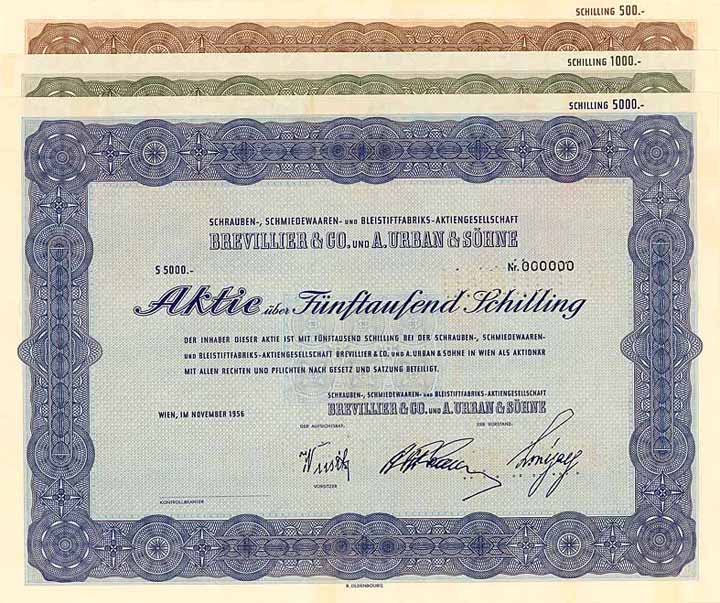 SCHILLING 500.-
SCHILLING 1000.-
SCHILLING 5000.-
SCHRAUBEN-, SCHMIEDEWAAREN- UND BLEISTIFTFABRIKS-AKTIENGESELLSCHAFT
BREVILLIER & CO. UND A. URBAN & SÖHNE
S 5000.- Nr. 000000
Aktie über Fünftausend Schilling
DER INHABER DIESER AKTIE IST MIT FÜNFTAUSEND SCHILLING BEI DER SCHRAUBEN-, SCHMIEDEWAAREN-
UND BLEISTIFTFABRIKS-AKTIENGESELLSCHAFT BREVILLIER & CO. UND A. URBAN & SÖHNE IN WIEN ALS AKTIONÄR
MIT ALLEN RECHTEN UND PFLICHTEN NACH GESETZ UND SATZUNG BETEILIGT.
SCHRAUBEN-, SCHMIEDEWAAREN- UND BLEISTIFTFABRIKS-AKTIENGESELLSCHAFT
WIEN, IM NOVEMBER 1956 BREVILLIER & CO. UND A. URBAN & SÖHNE
DER AUFSICHTSRAT: DER VORSTAND:
VORSITZER
KONTROLLBEAMTER
R. OLDENBOURG